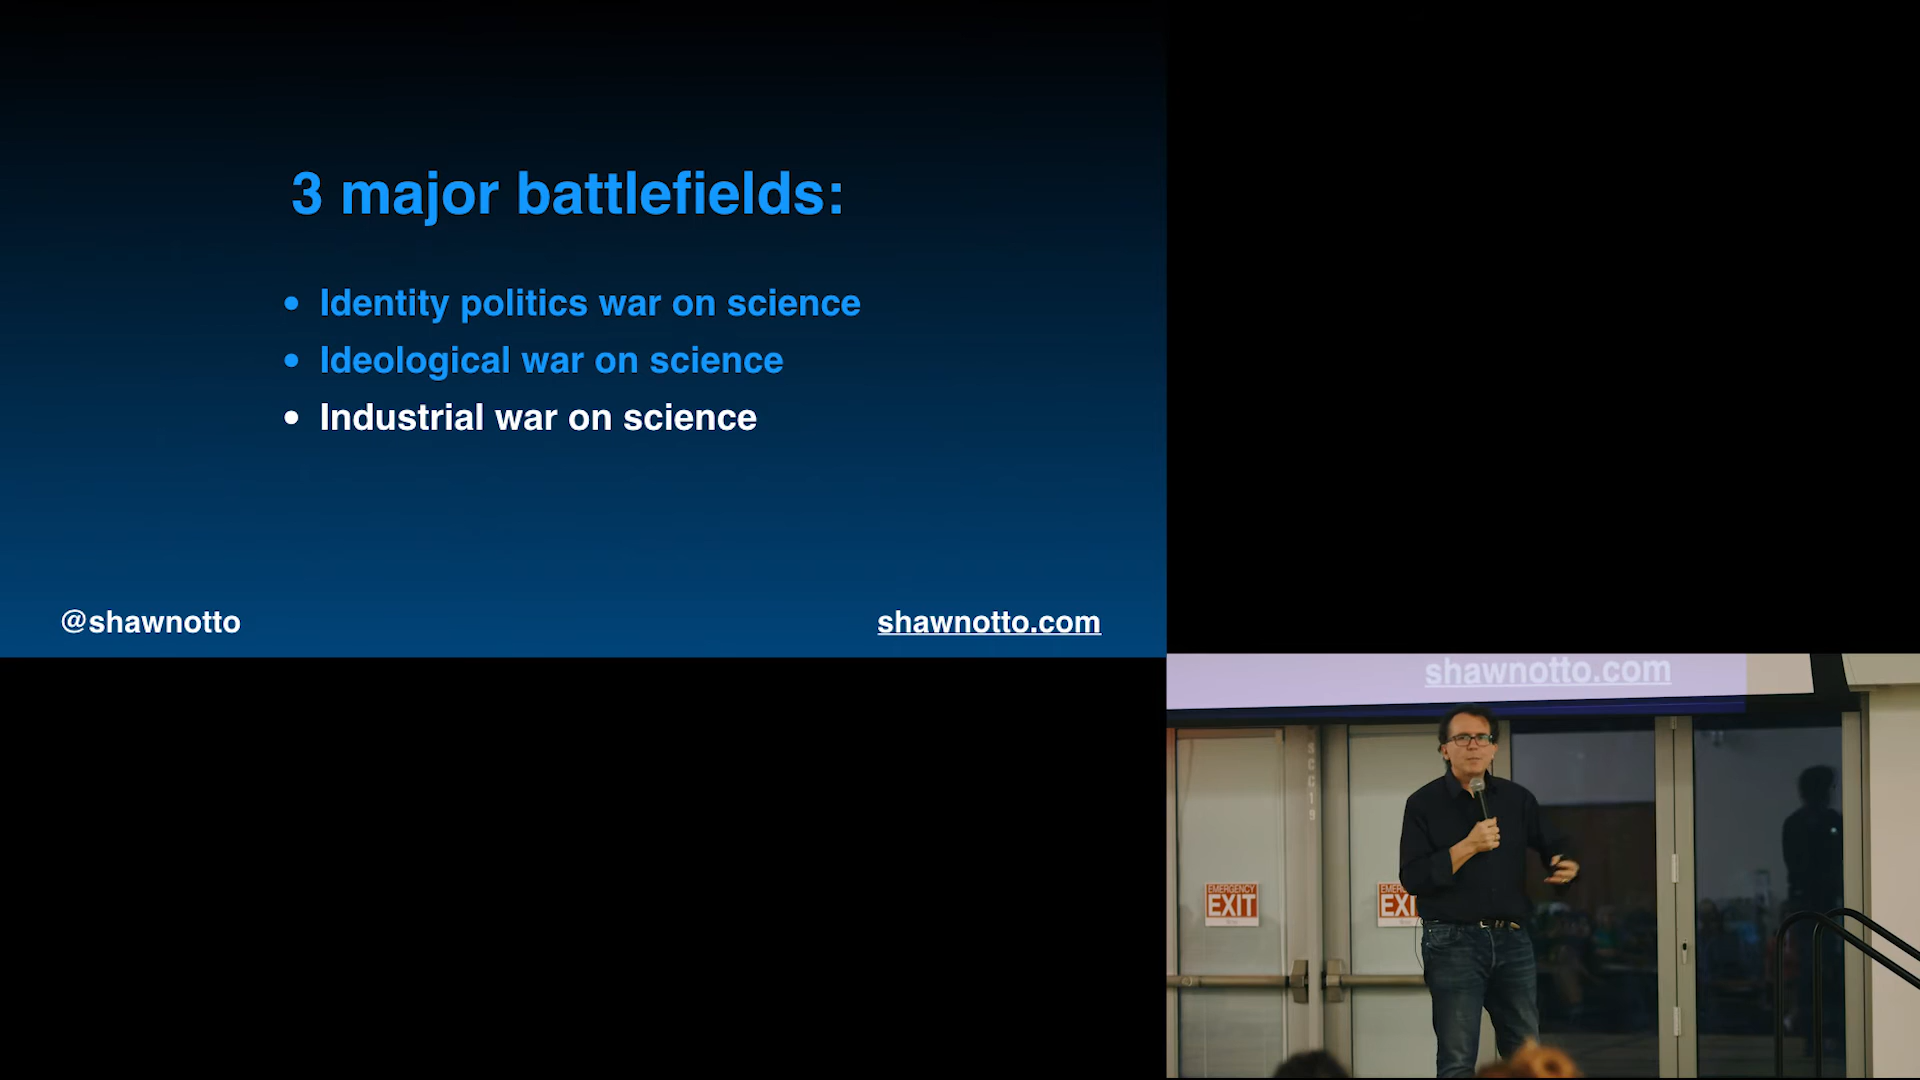 3 major battlefields:
• Identity politics war on science
• Ideological war on science
• Industrial war on science
@shawnotto
shawnotto.com
shawnotto.com
SCC19
EMERGENCY
EXIT
EXI